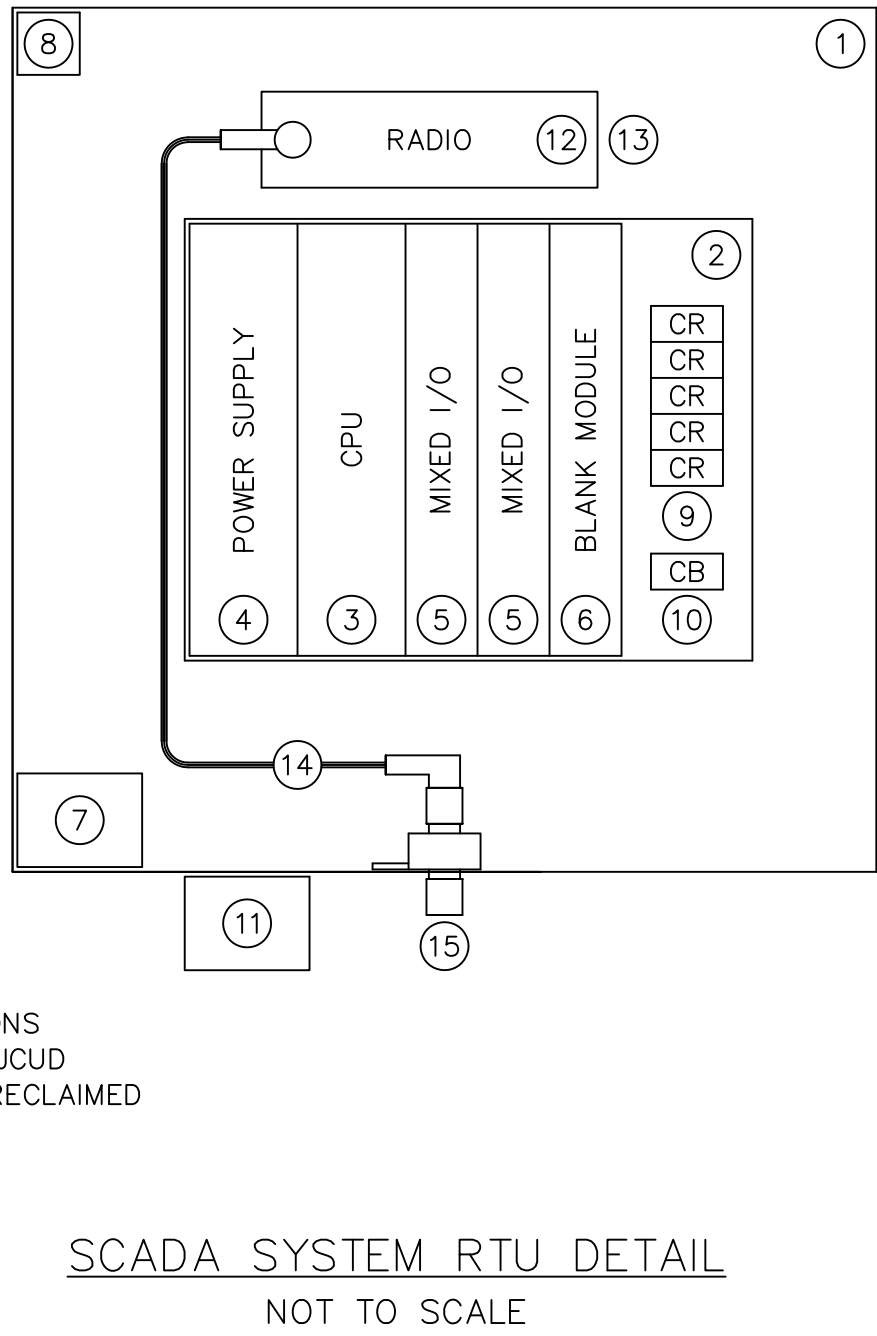 8
1
RADIO
12
13
2
POWER SUPPLY
CPU
MIXED I/O
MIXED I/O
BLANK MODULE
CR
CR
CR
CR
CR
9
CB
4
3
5
5
6
10
14
7
11
15
RECLAIMED
SCADA SYSTEM RTU DETAIL
NOT TO SCALE